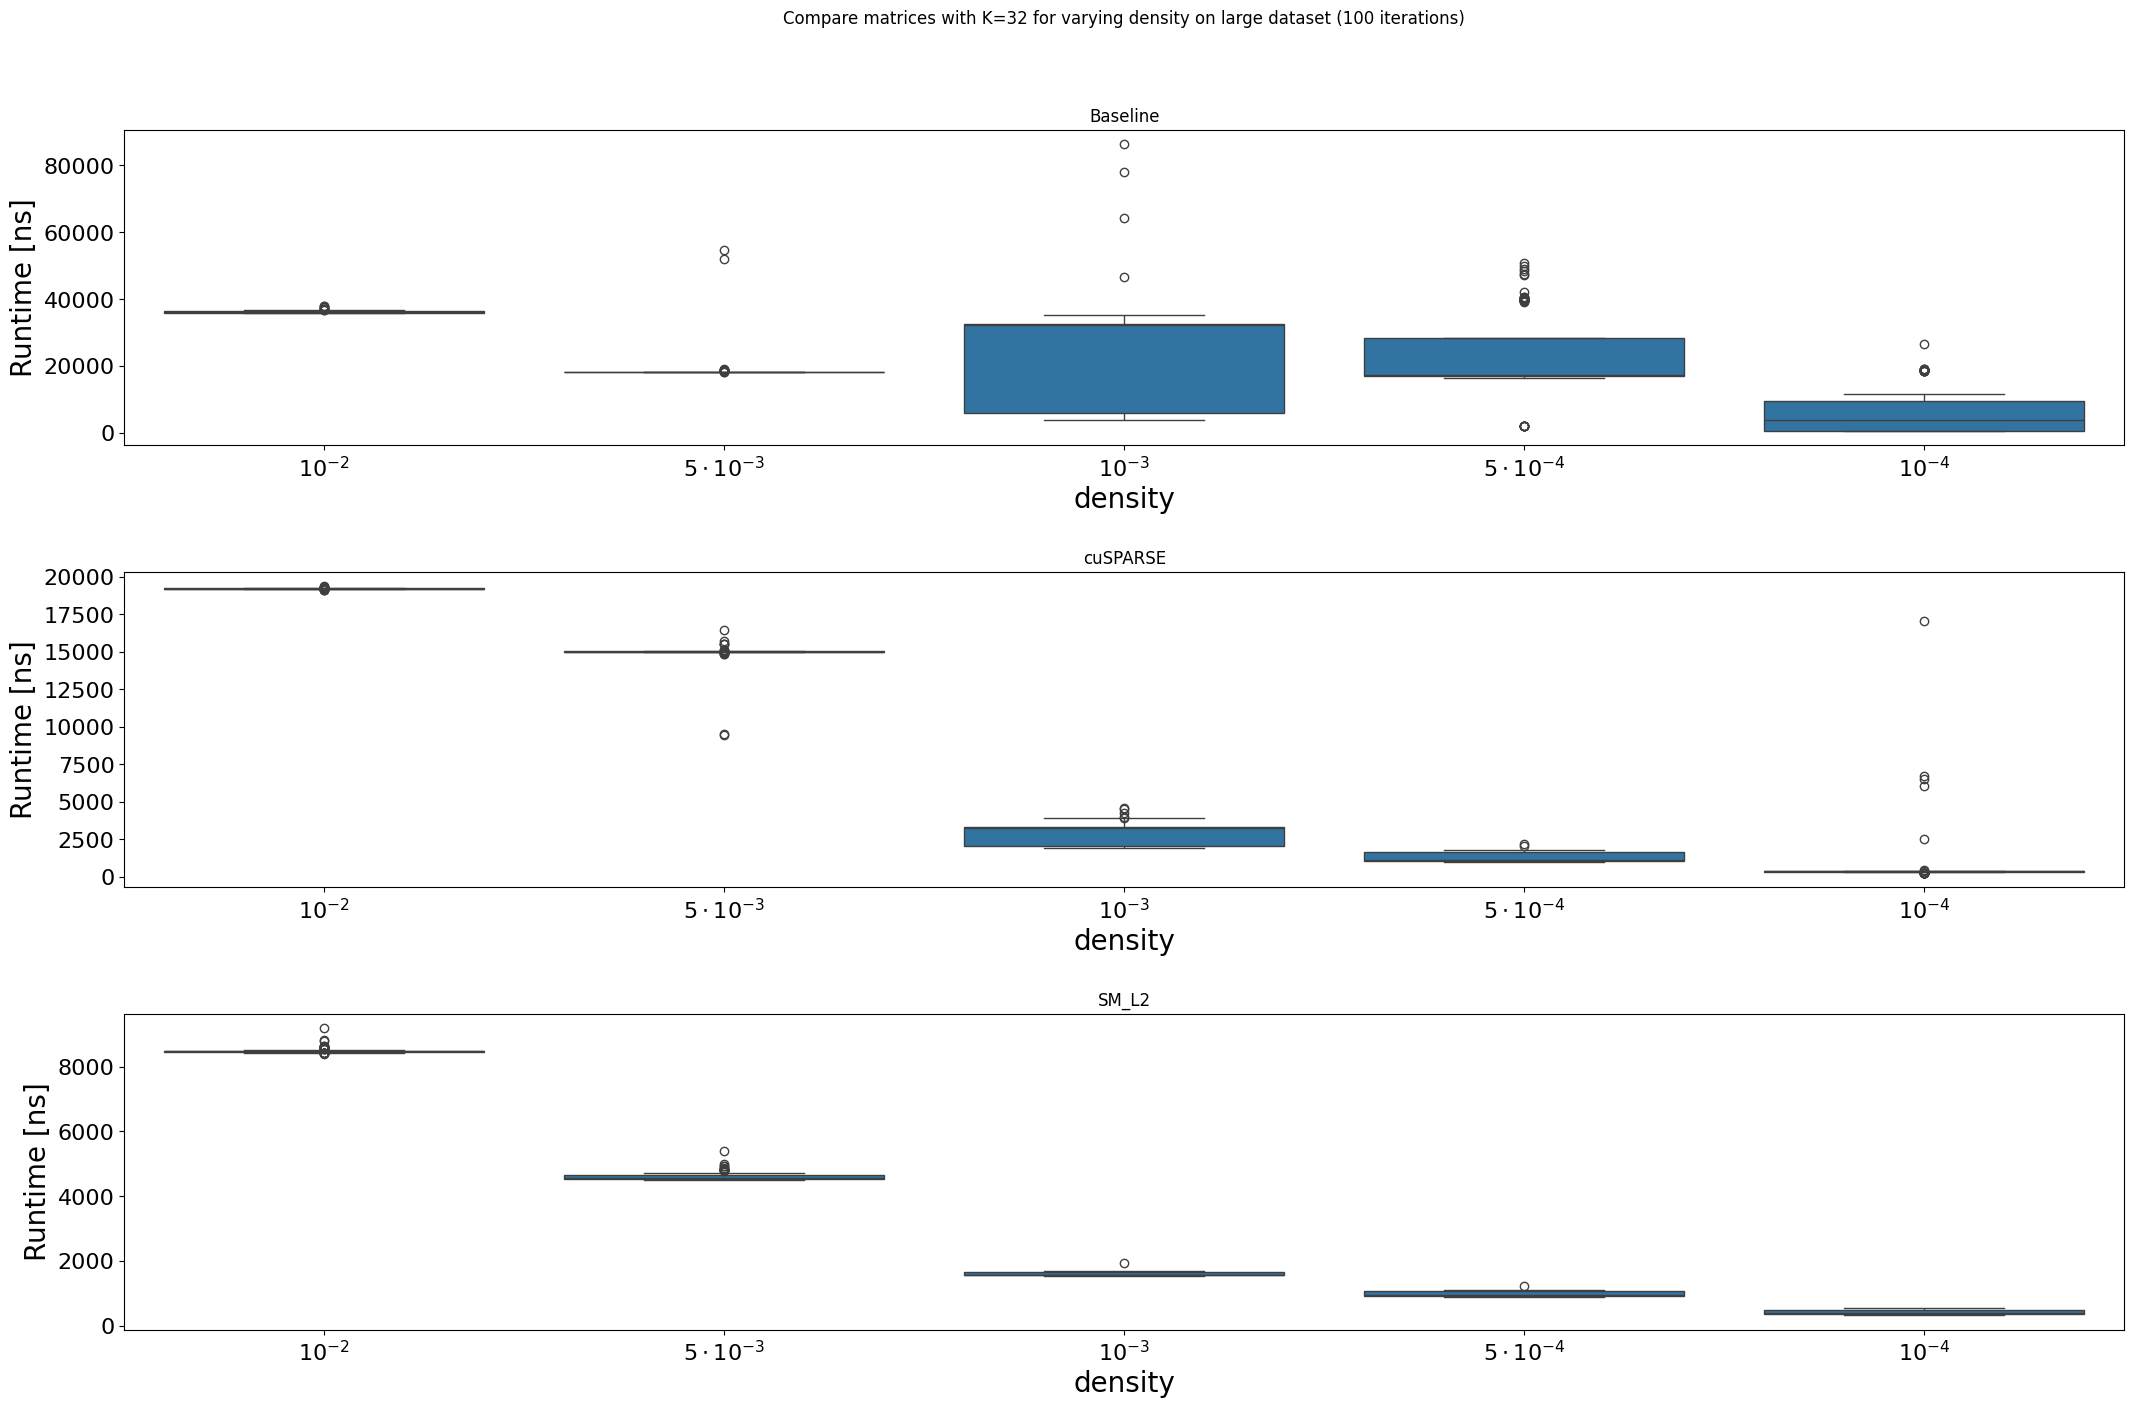 Compare matrices with K=32 for varying density on large dataset (100 iterations)
Baseline
Runtime [ns]
80000
60000
40000
20000
0
10⁻² 5·10⁻³ 10⁻³ 5·10⁻⁴ 10⁻⁴
density
cuSPARSE
Runtime [ns]
20000
17500
15000
12500
10000
7500
5000
2500
0
10⁻² 5·10⁻³ 10⁻³ 5·10⁻⁴ 10⁻⁴
density
SM_L2
Runtime [ns]
8000
6000
4000
2000
0
10⁻² 5·10⁻³ 10⁻³ 5·10⁻⁴ 10⁻⁴
density